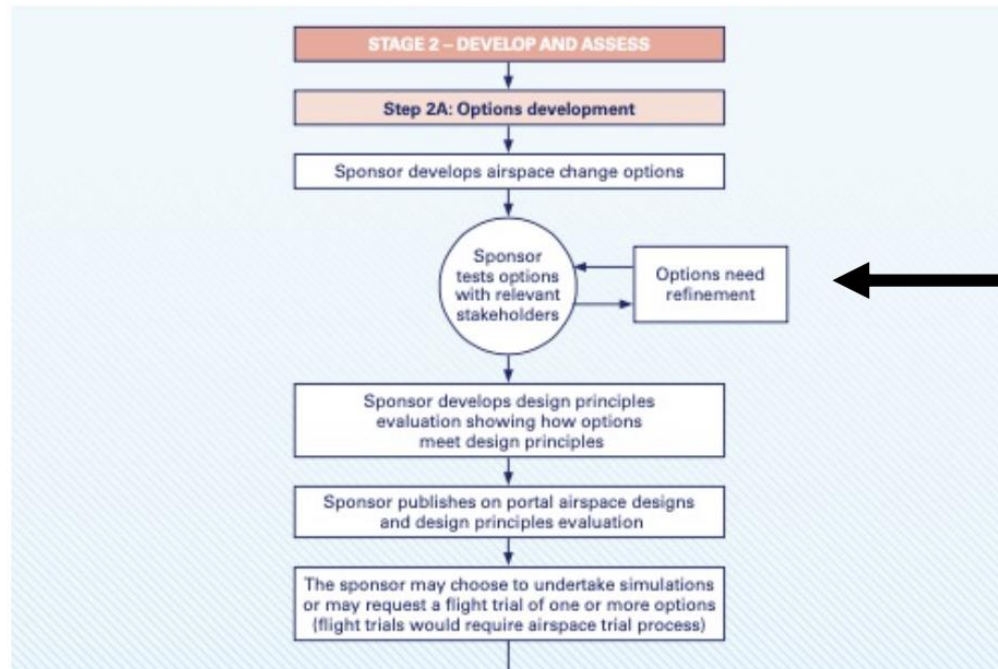 STAGE 2 – DEVELOP AND ASSESS
Step 2A: Options development
Sponsor develops airspace change options
Sponsor
tests options
with relevant
stakeholders
Options need
refinement
Sponsor develops design principles
evaluation showing how options
meet design principles
Sponsor publishes on portal airspace designs
and design principles evaluation
The sponsor may choose to undertake simulations
or may request a flight trial of one or more options
(flight trials would require airspace trial process)